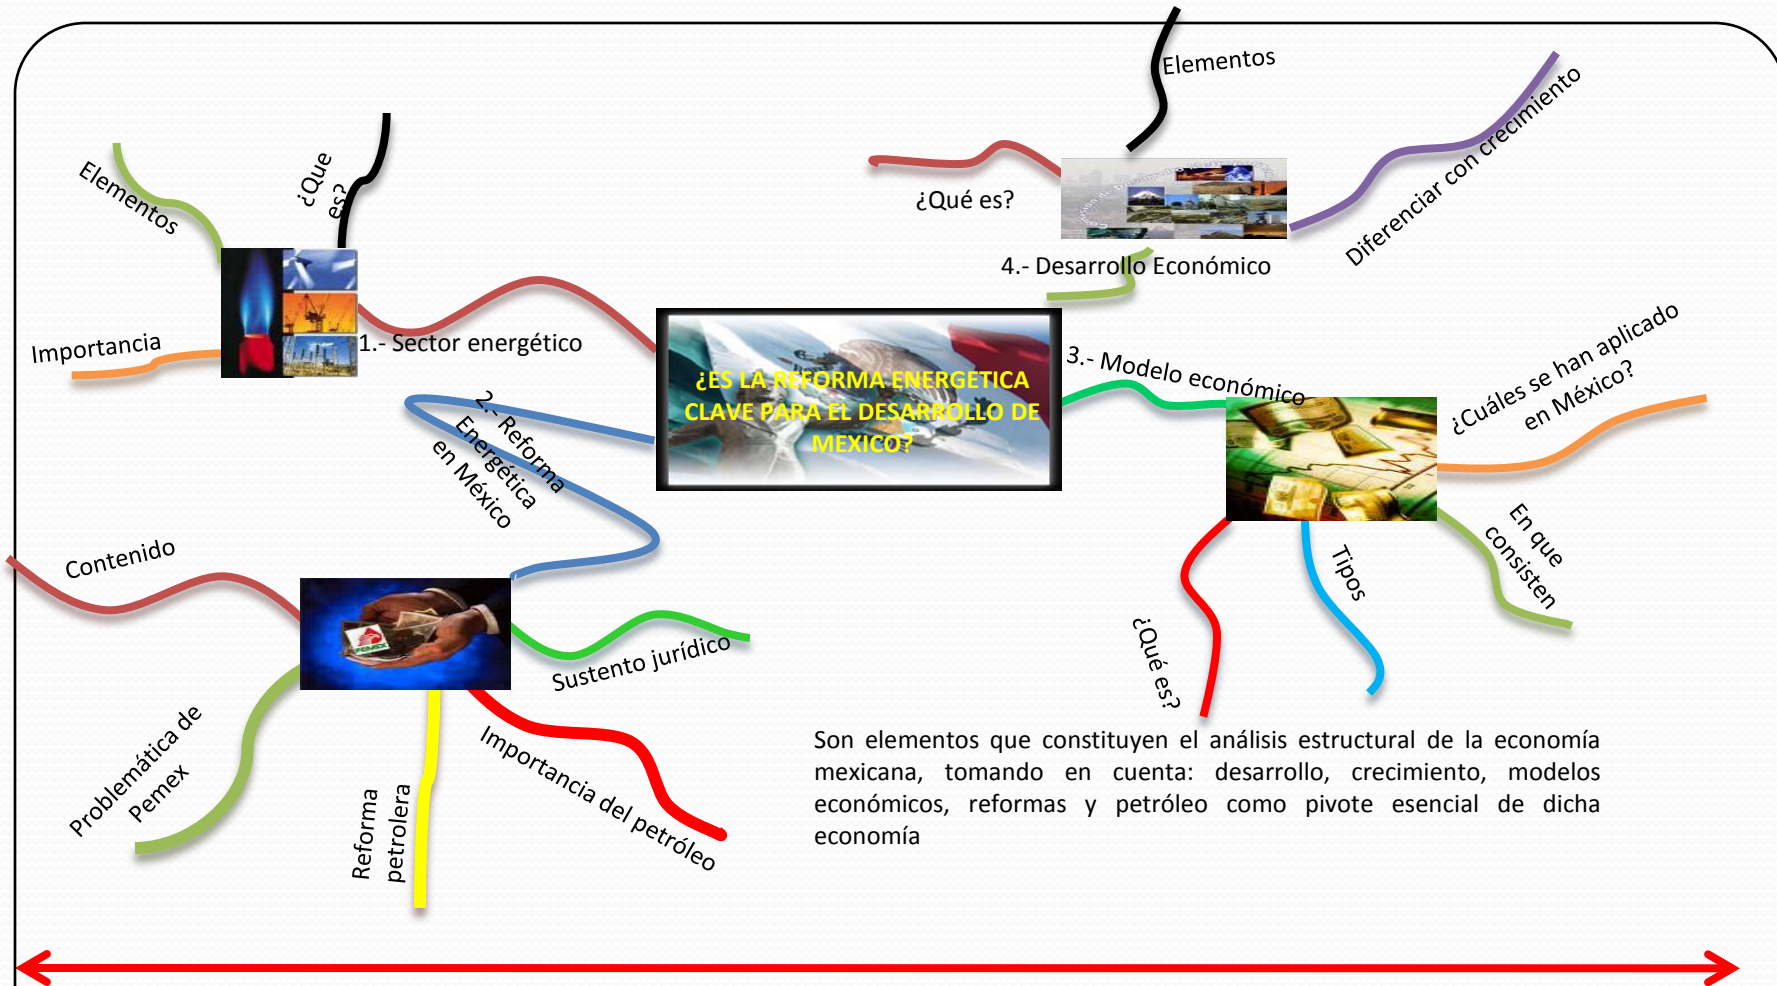 Elementos
¿Que
es?
Importancia
1.- Sector energético
¿ES LA REFORMA ENERGETICA
CLAVE PARA EL DESARROLLO DE
MEXICO?
2.- Reforma
Energética
en México
Contenido
PEMEX
Sustento jurídico
Importancia del petróleo
Reforma
petrolera
Problemática de
Pemex
Elementos
¿Qué es?
Diferenciar con crecimiento
4.- Desarrollo Económico
3.- Modelo económico
¿Cuáles se han aplicado
en México?
En que
consisten
Tipos
¿Qué es?
Son elementos que constituyen el análisis estructural de la economía
mexicana, tomando en cuenta: desarrollo, crecimiento, modelos
económicos, reformas y petróleo como pivote esencial de dicha
economía